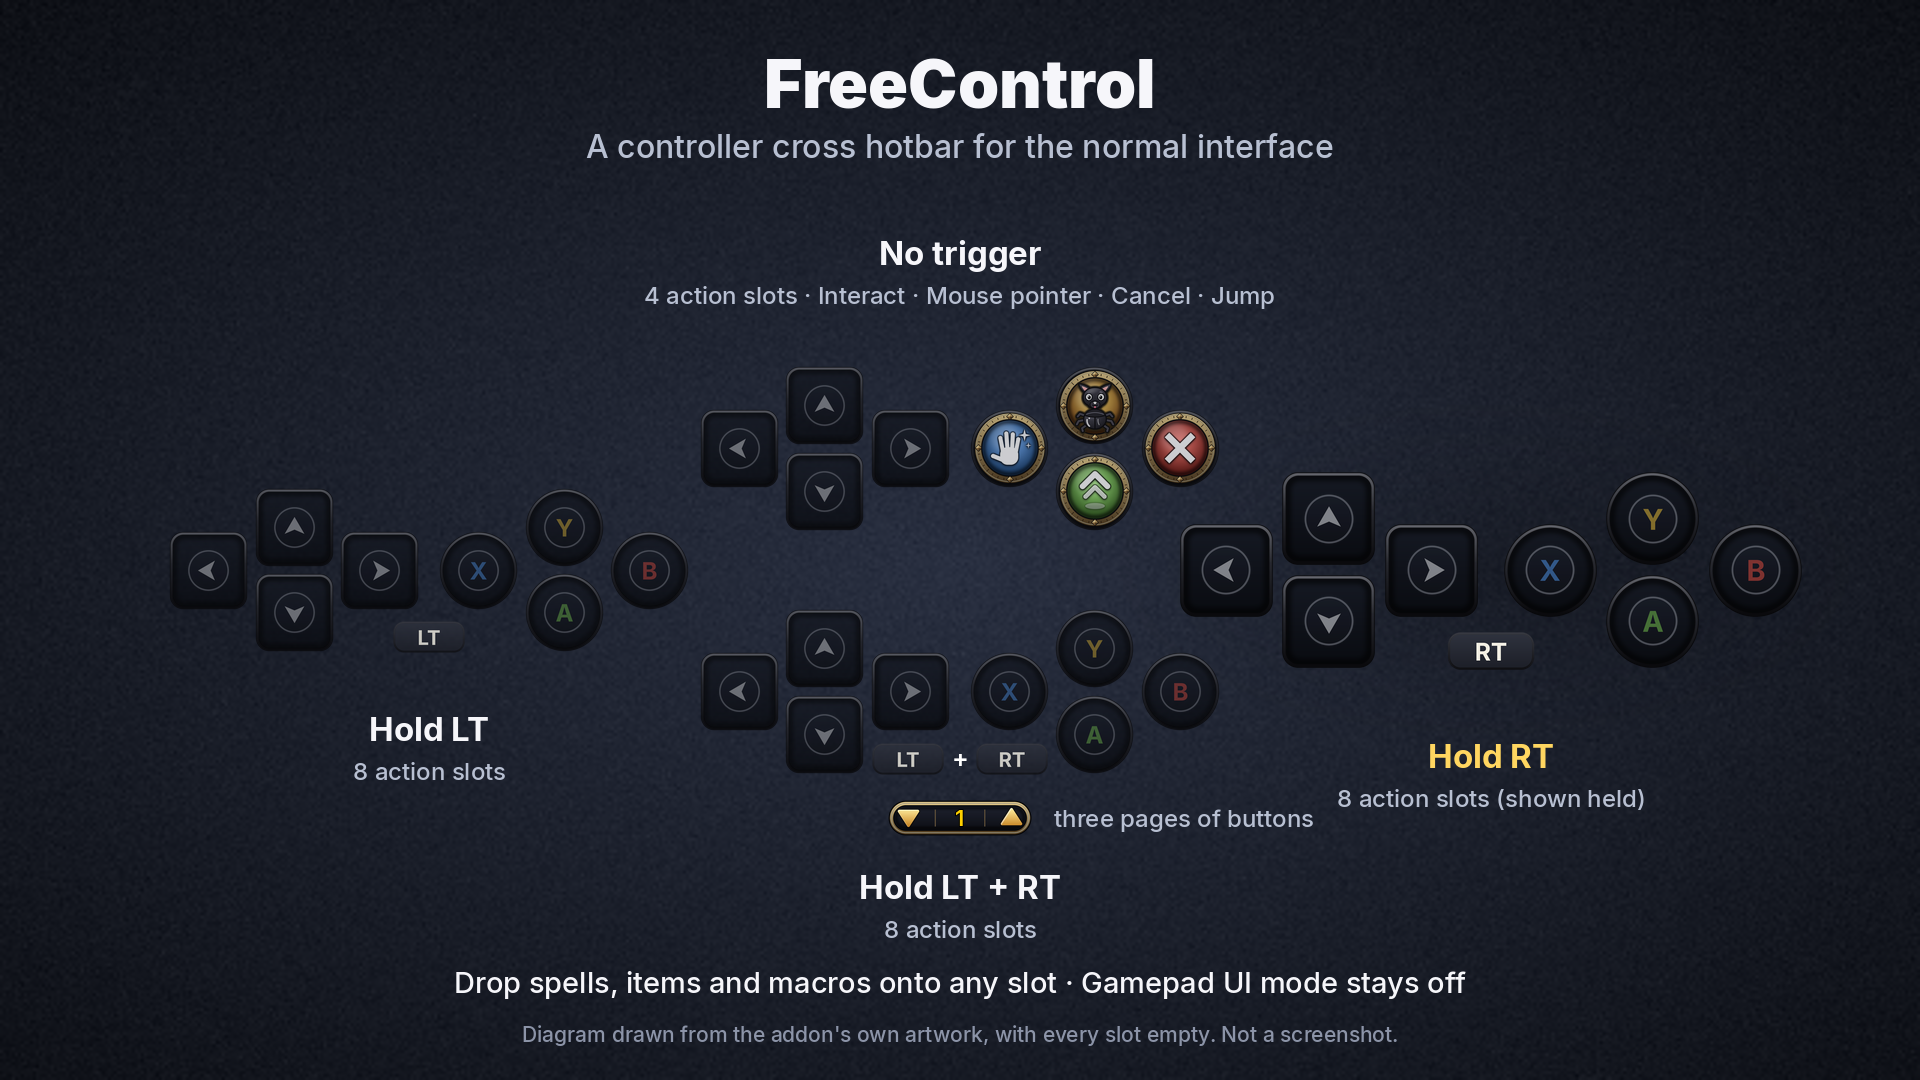 FreeControl
A controller cross hotbar for the normal interface
No trigger
4 action slots · Interact · Mouse pointer · Cancel · Jump
Y
X
B
A
LT
Hold LT
8 action slots
Y
X
B
A
LT + RT
1
three pages of buttons
Hold LT + RT
8 action slots
Y
X
B
A
RT
Hold RT
8 action slots (shown held)
Drop spells, items and macros onto any slot · Gamepad UI mode stays off
Diagram drawn from the addon's own artwork, with every slot empty. Not a screenshot.